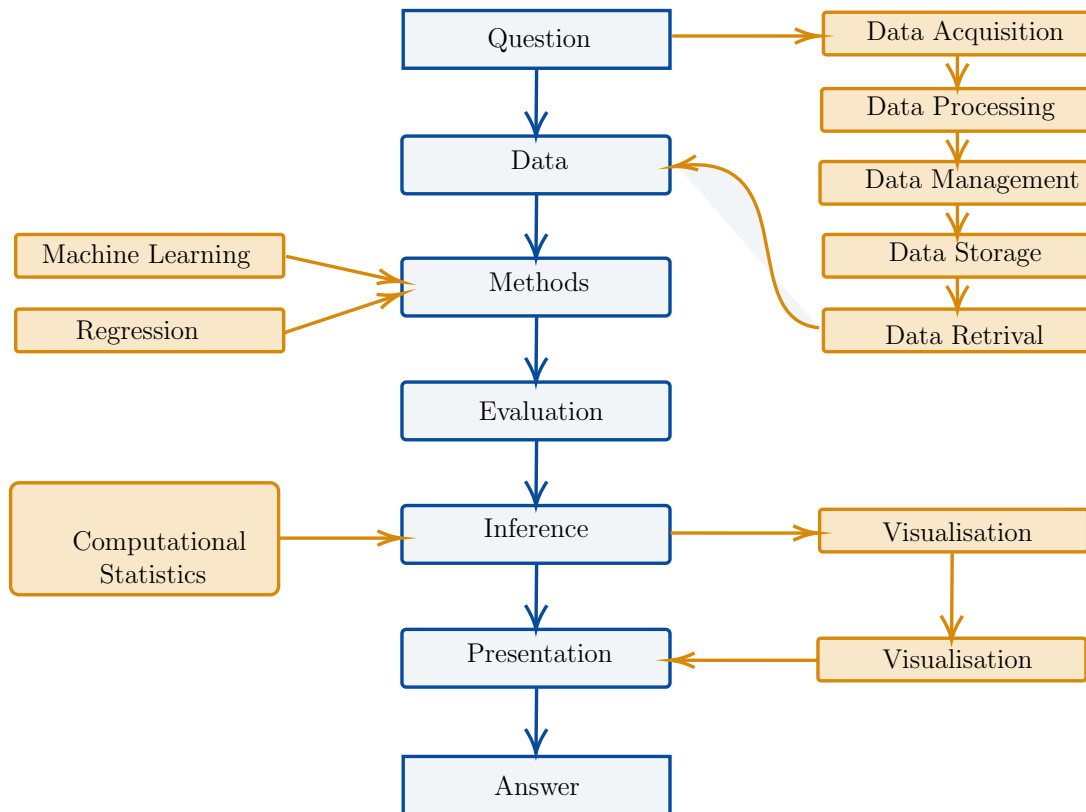 Question
Data Acquisition
Data Processing
Data
Data Management
Machine Learning
Data Storage
Methods
Regression
Data Retrival
Evaluation
Computational
Statistics
Inference
Visualisation
Presentation
Visualisation
Answer